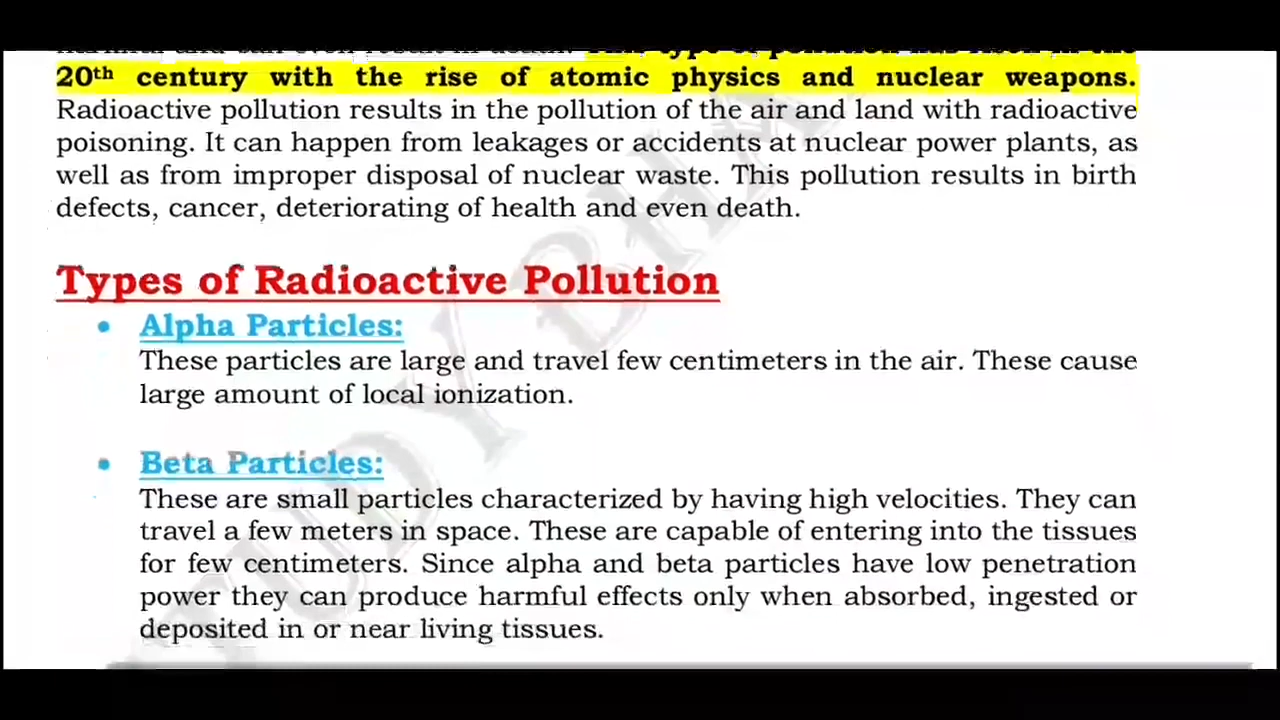 20th century with the rise of atomic physics and nuclear weapons.
Radioactive pollution results in the pollution of the air and land with radioactive
poisoning. It can happen from leakages or accidents at nuclear power plants, as
well as from improper disposal of nuclear waste. This pollution results in birth
defects, cancer, deteriorating of health and even death.
Types of Radioactive Pollution
• Alpha Particles:
These particles are large and travel few centimeters in the air. These cause
large amount of local ionization.
• Beta Particles:
These are small particles characterized by having high velocities. They can
travel a few meters in space. These are capable of entering into the tissues
for few centimeters. Since alpha and beta particles have low penetration
power they can produce harmful effects only when absorbed, ingested or
deposited in or near living tissues.